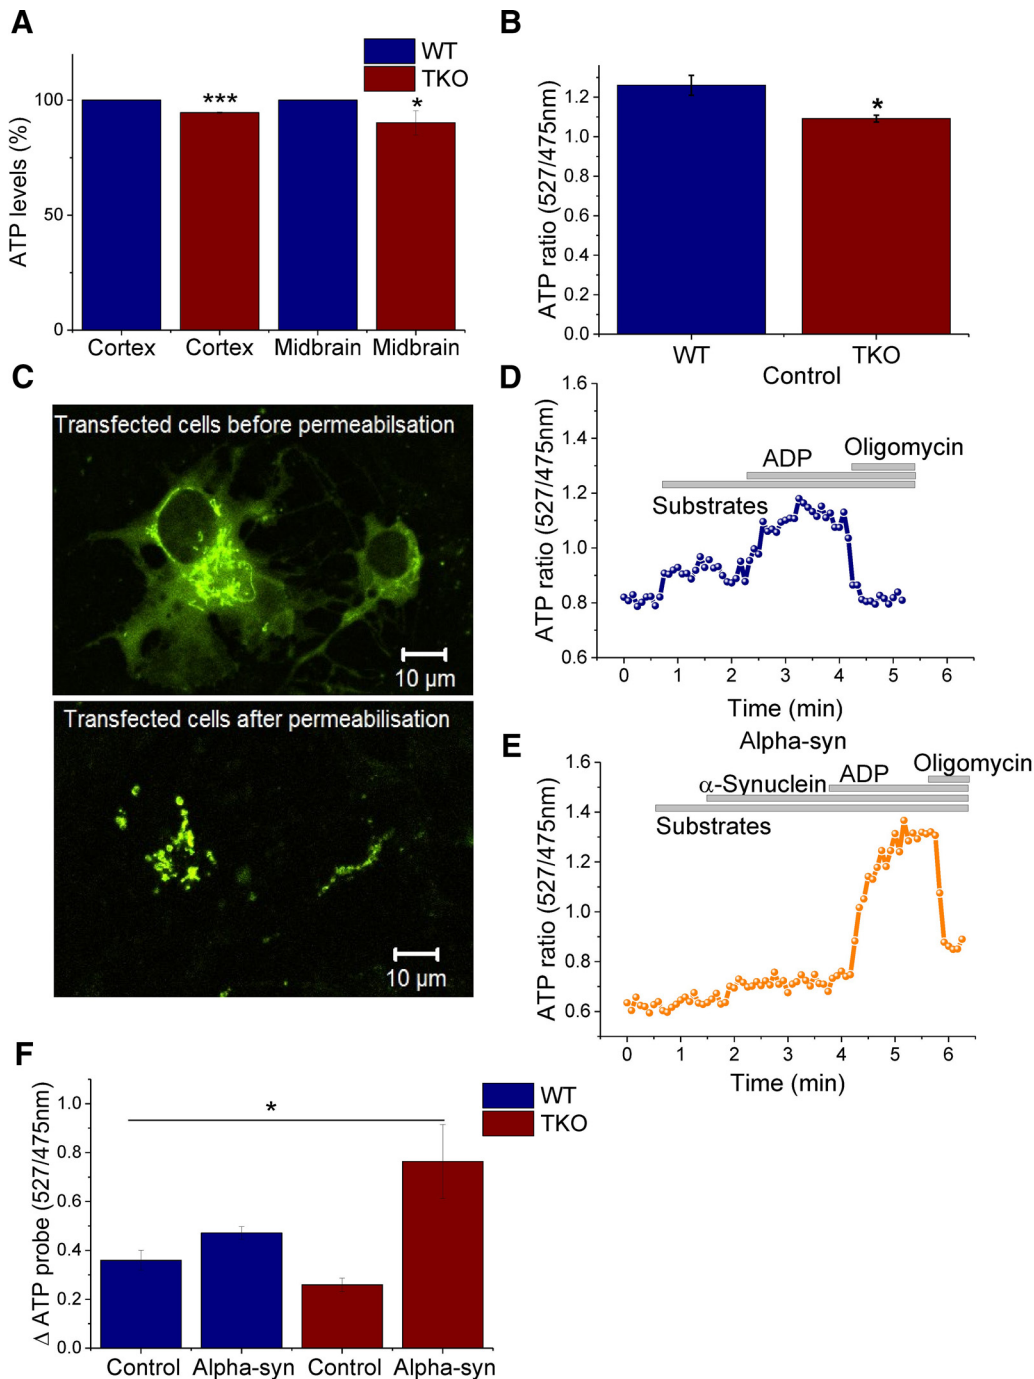 A
WT
TKO
ATP levels (%)
100
50
0
***
*
Cortex
Cortex
Midbrain
Midbrain
B
ATP ratio (527/475nm)
1.2
1.0
0.8
0.6
0.4
0.2
0.0
*
WT
TKO
C
Transfected cells before permeabilsation
10 µm
Transfected cells after permeabilisation
10 µm
D
Control
ATP ratio (527/475nm)
1.6
1.4
1.2
1.0
0.8
0.6
Oligomycin
ADP
Substrates
0 1 2 3 4 5 6
Time (min)
E
Alpha-syn
ATP ratio (527/475nm)
1.6
1.4
1.2
1.0
0.8
0.6
Oligomycin
ADP
α-Synuclein
Substrates
0 1 2 3 4 5 6
Time (min)
F
WT
TKO
Δ ATP probe (527/475nm)
1.0
0.8
0.6
0.4
0.2
0.0
*
Control
Alpha-syn
Control
Alpha-syn